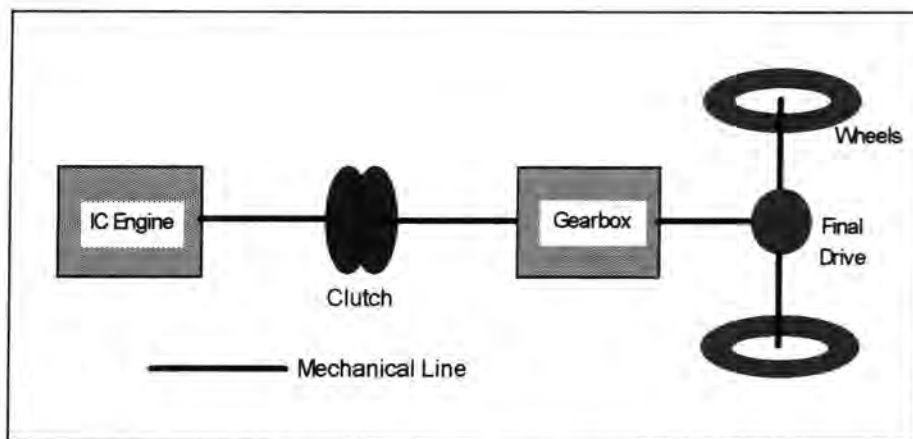 Wheels
IC Engine
Gearbox
Final
Drive
Clutch
Mechanical Line